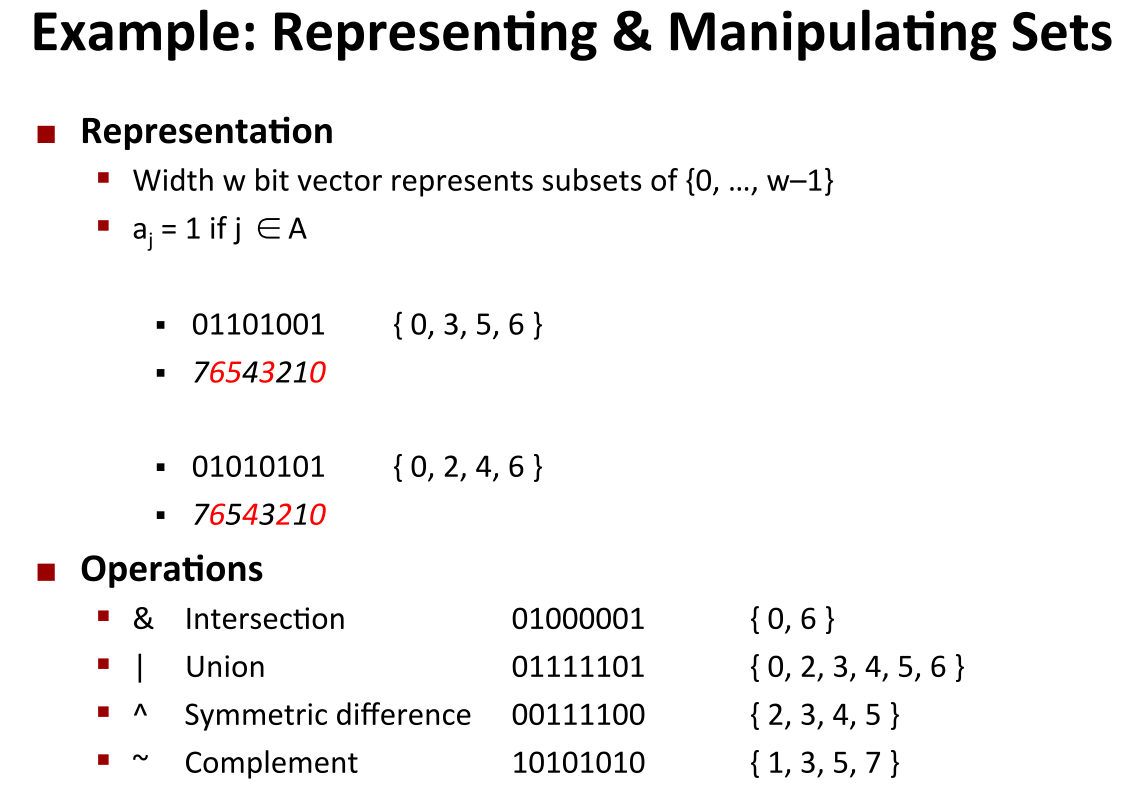 Example: Representing & Manipulating Sets
Representation
Width w bit vector represents subsets of {0, …, w–1}
aj = 1 if j ∈ A
01101001 { 0, 3, 5, 6 }
76543210
01010101 { 0, 2, 4, 6 }
76543210
Operations
& Intersection 01000001 { 0, 6 }
| Union 01111101 { 0, 2, 3, 4, 5, 6 }
^ Symmetric difference 00111100 { 2, 3, 4, 5 }
~ Complement 10101010 { 1, 3, 5, 7 }